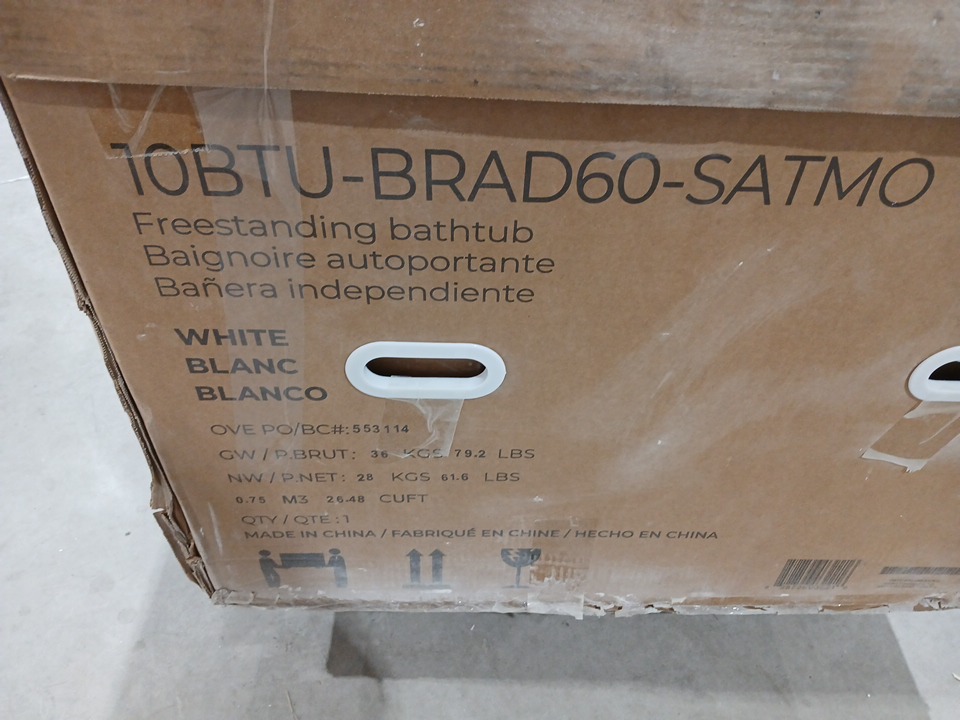 10BTU-BRAD60-SATMO
Freestanding bathtub
Baignoire autoportante
Bañera independiente
WHITE
BLANC
BLANCO
OVE PO/BC#:553114
GW / P.BRUT: 36 KGS 79.2 LBS
NW / P.NET: 28 KGS 61.6 LBS
0.75 M3 26.48 CUFT
QTY / QTE : 1
MADE IN CHINA / FABRIQUÉ EN CHINE / HECHO EN CHINA